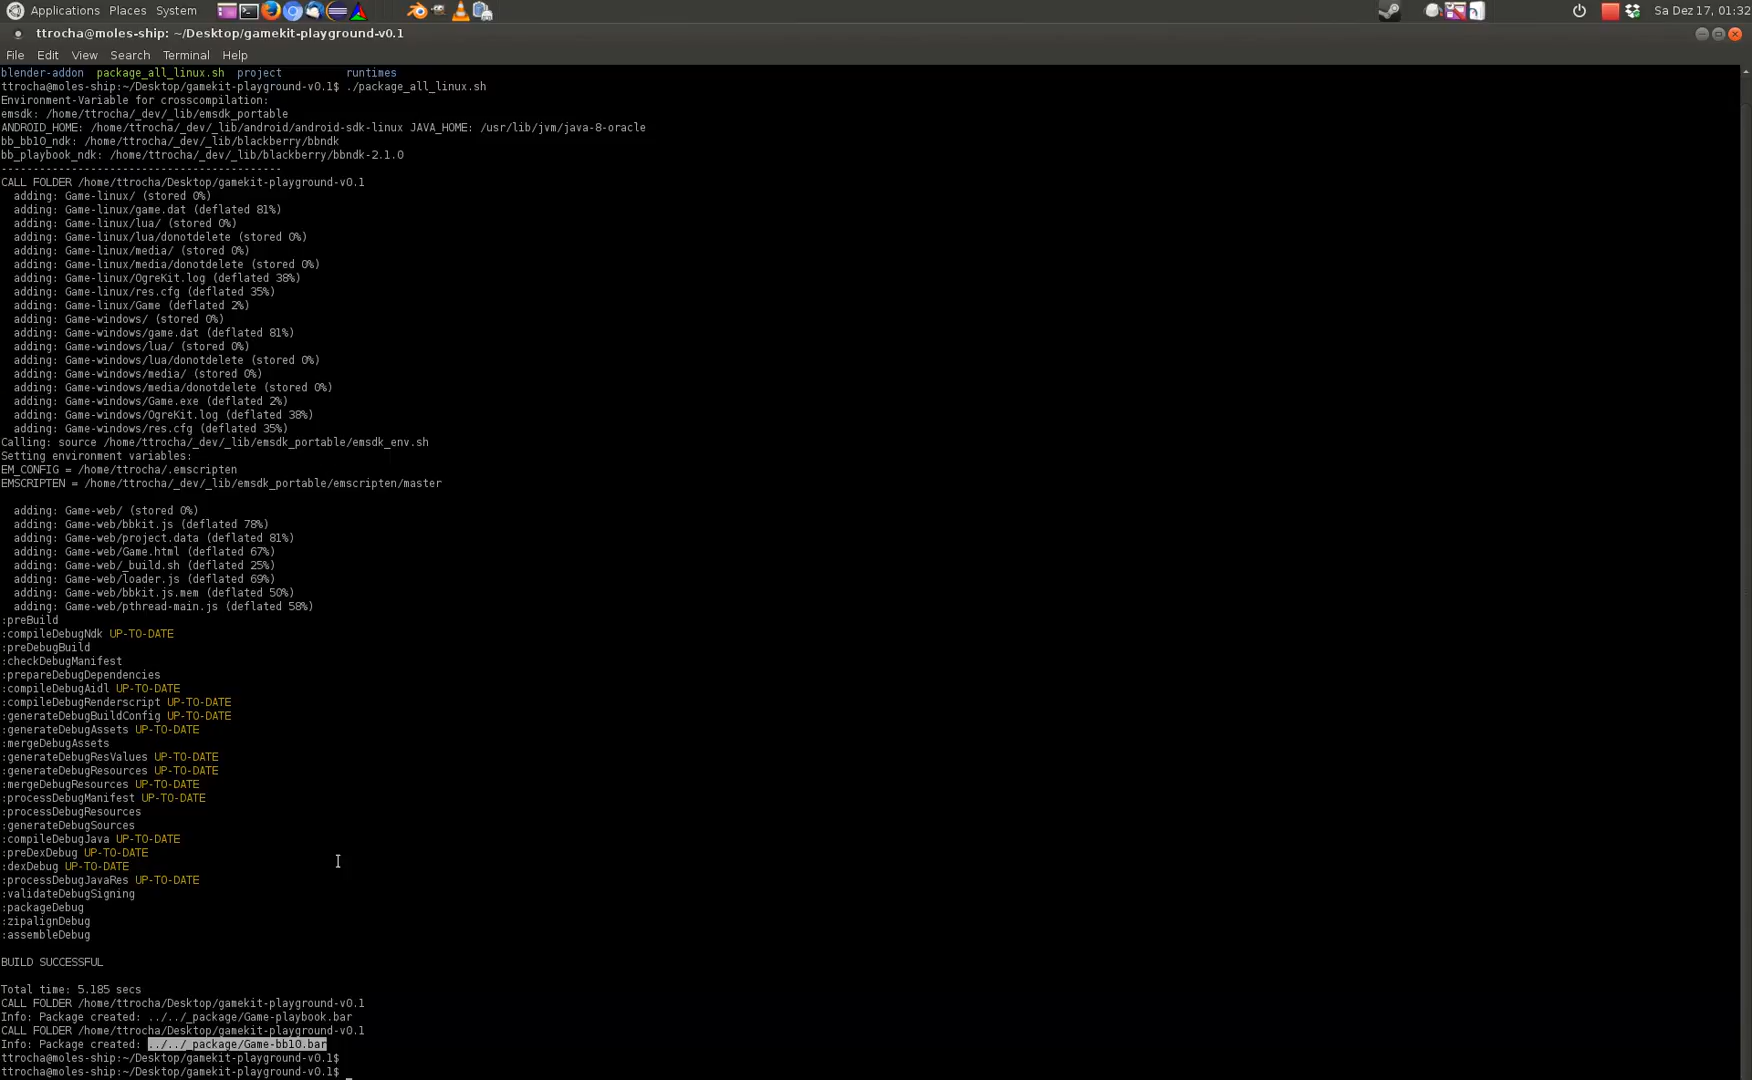 Applications Places System
Sa Dez 17, 01:32
ttrocha@moles-ship: ~/Desktop/gamekit-playground-v0.1
File Edit View Search Terminal Help
blender-addon package_all_linux.sh project runtimes
ttrocha@moles-ship:~/Desktop/gamekit-playground-v0.1$ ./package_all_linux.sh
Environment-Variable for crosscompilation:
emsdk: /home/ttrocha/_dev/_lib/emsdk_portable
ANDROID_HOME: /home/ttrocha/_dev/_lib/android/android-sdk-linux JAVA_HOME: /usr/lib/jvm/java-8-oracle
bb_bb10_ndk: /home/ttrocha/_dev/_lib/blackberry/bbndk
bb_playbook_ndk: /home/ttrocha/_dev/_lib/blackberry/bbndk-2.1.0
--------------------------------------------
CALL FOLDER /home/ttrocha/Desktop/gamekit-playground-v0.1
adding: Game-linux/ (stored 0%)
adding: Game-linux/game.dat (deflated 81%)
adding: Game-linux/lua/ (stored 0%)
adding: Game-linux/lua/donotdelete (stored 0%)
adding: Game-linux/media/ (stored 0%)
adding: Game-linux/media/donotdelete (stored 0%)
adding: Game-linux/OgreKit.log (deflated 38%)
adding: Game-linux/res.cfg (deflated 35%)
adding: Game-linux/Game (deflated 2%)
adding: Game-windows/ (stored 0%)
adding: Game-windows/game.dat (deflated 81%)
adding: Game-windows/lua/ (stored 0%)
adding: Game-windows/lua/donotdelete (stored 0%)
adding: Game-windows/media/ (stored 0%)
adding: Game-windows/media/donotdelete (stored 0%)
adding: Game-windows/Game.exe (deflated 2%)
adding: Game-windows/OgreKit.log (deflated 38%)
adding: Game-windows/res.cfg (deflated 35%)
Calling: source /home/ttrocha/_dev/_lib/emsdk_portable/emsdk_env.sh
Setting environment variables:
EM_CONFIG = /home/ttrocha/.emscripten
EMSCRIPTEN = /home/ttrocha/_dev/_lib/emsdk_portable/emscripten/master
adding: Game-web/ (stored 0%)
adding: Game-web/bbkit.js (deflated 78%)
adding: Game-web/project.data (deflated 81%)
adding: Game-web/Game.html (deflated 67%)
adding: Game-web/_build.sh (deflated 25%)
adding: Game-web/loader.js (deflated 69%)
adding: Game-web/bbkit.js.mem (deflated 50%)
adding: Game-web/pthread-main.js (deflated 58%)
:preBuild
:compileDebugNdk UP-TO-DATE
:preDebugBuild
:checkDebugManifest
:prepareDebugDependencies
:compileDebugAidl UP-TO-DATE
:compileDebugRenderscript UP-TO-DATE
:generateDebugBuildConfig UP-TO-DATE
:generateDebugAssets UP-TO-DATE
:mergeDebugAssets
:generateDebugResValues UP-TO-DATE
:generateDebugResources UP-TO-DATE
:mergeDebugResources UP-TO-DATE
:processDebugManifest UP-TO-DATE
:processDebugResources
:generateDebugSources
:compileDebugJava UP-TO-DATE
:preDexDebug UP-TO-DATE
:dexDebug UP-TO-DATE
:processDebugJavaRes UP-TO-DATE
:validateDebugSigning
:packageDebug
:zipalignDebug
:assembleDebug
BUILD SUCCESSFUL
Total time: 5.185 secs
CALL FOLDER /home/ttrocha/Desktop/gamekit-playground-v0.1
Info: Package created: ../../_package/Game-playbook.bar
CALL FOLDER /home/ttrocha/Desktop/gamekit-playground-v0.1
Info: Package created: ../../_package/Game-bb10.bar
ttrocha@moles-ship:~/Desktop/gamekit-playground-v0.1$
ttrocha@moles-ship:~/Desktop/gamekit-playground-v0.1$